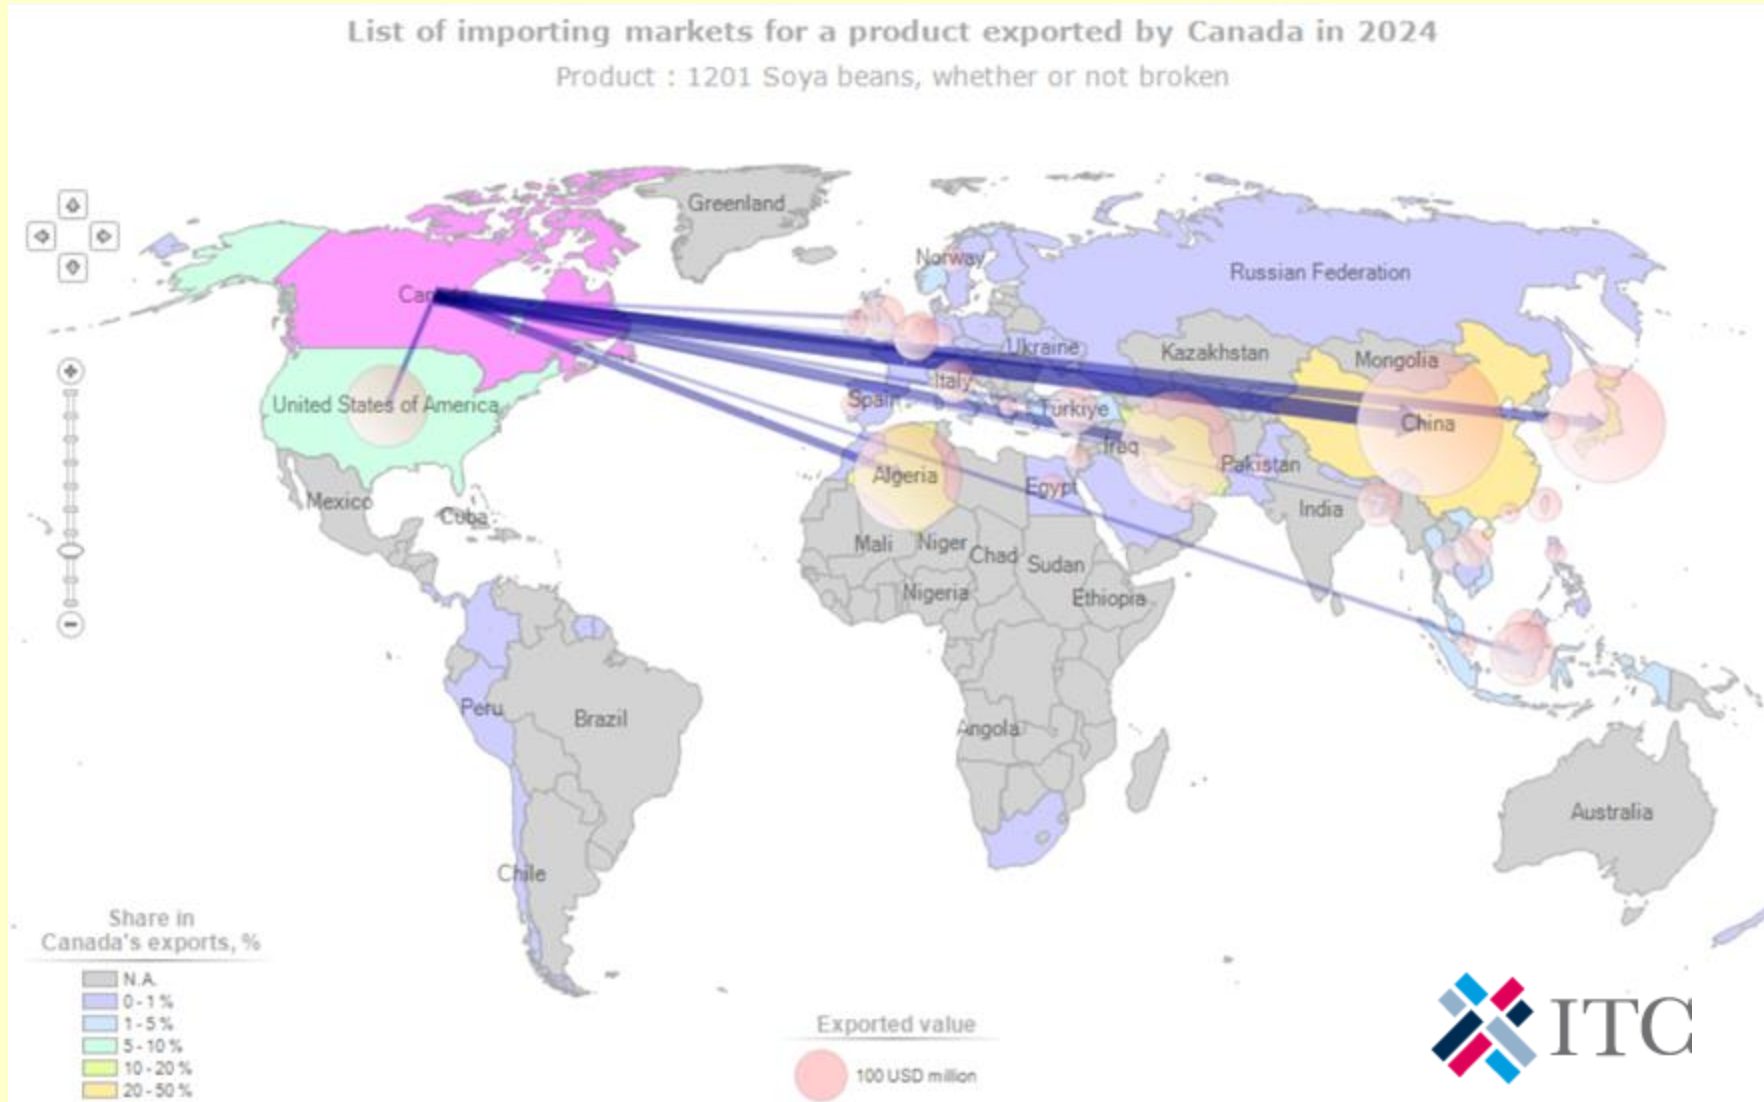 List of importing markets for a product exported by Canada in 2024
Product : 1201 Soya beans, whether or not broken
Greenland
Norway
Russian Federation
Canada
Ukraine
Kazakhstan
Mongolia
Italy
United States of America
Spain
Türkiye
China
Iraq
Pakistan
Algeria
Egypt
Mexico
India
Cuba
Mali
Niger
Chad
Sudan
Nigeria
Ethiopia
Peru
Brazil
Angola
Australia
Chile
Share in
Canada's exports, %
N.A.
0 - 1 %
1 - 5 %
5 - 10 %
10 - 20 %
20 - 50 %
Exported value
100 USD million
ITC